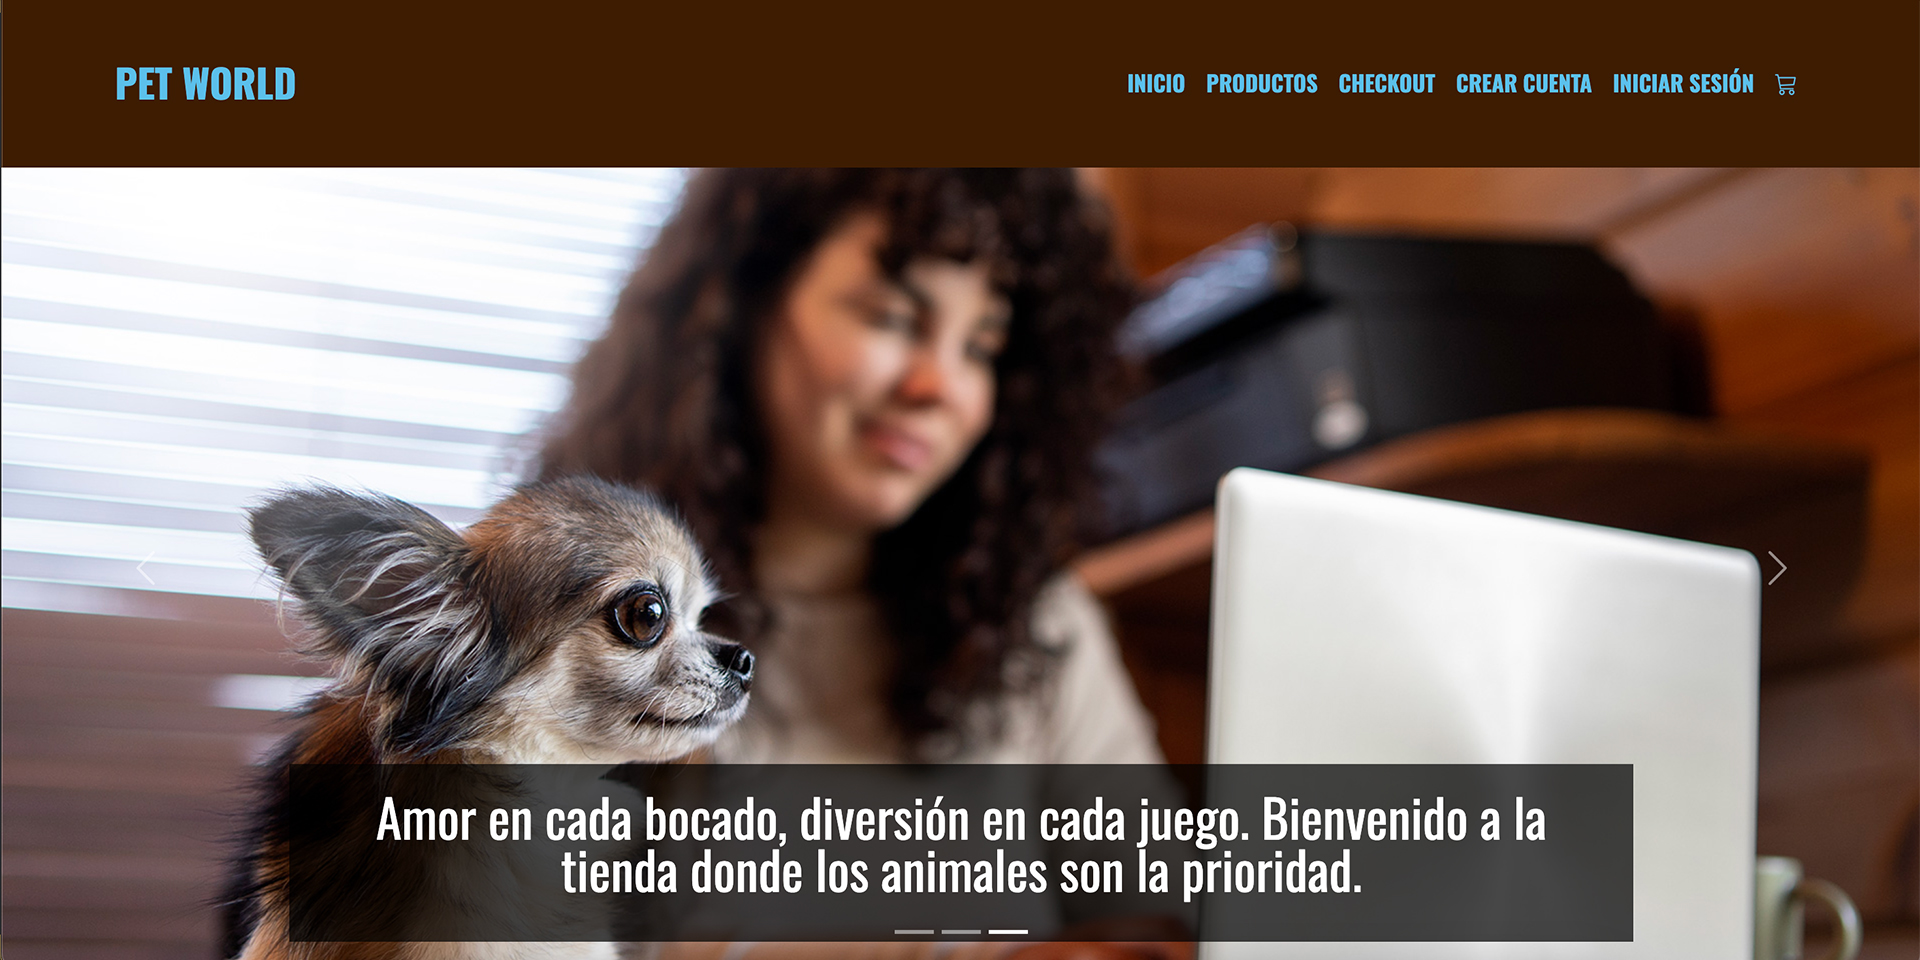 PET WORLD
INICIO PRODUCTOS CHECKOUT CREAR CUENTA INICIAR SESIÓN
Amor en cada bocado, diversión en cada juego. Bienvenido a la
tienda donde los animales son la prioridad.